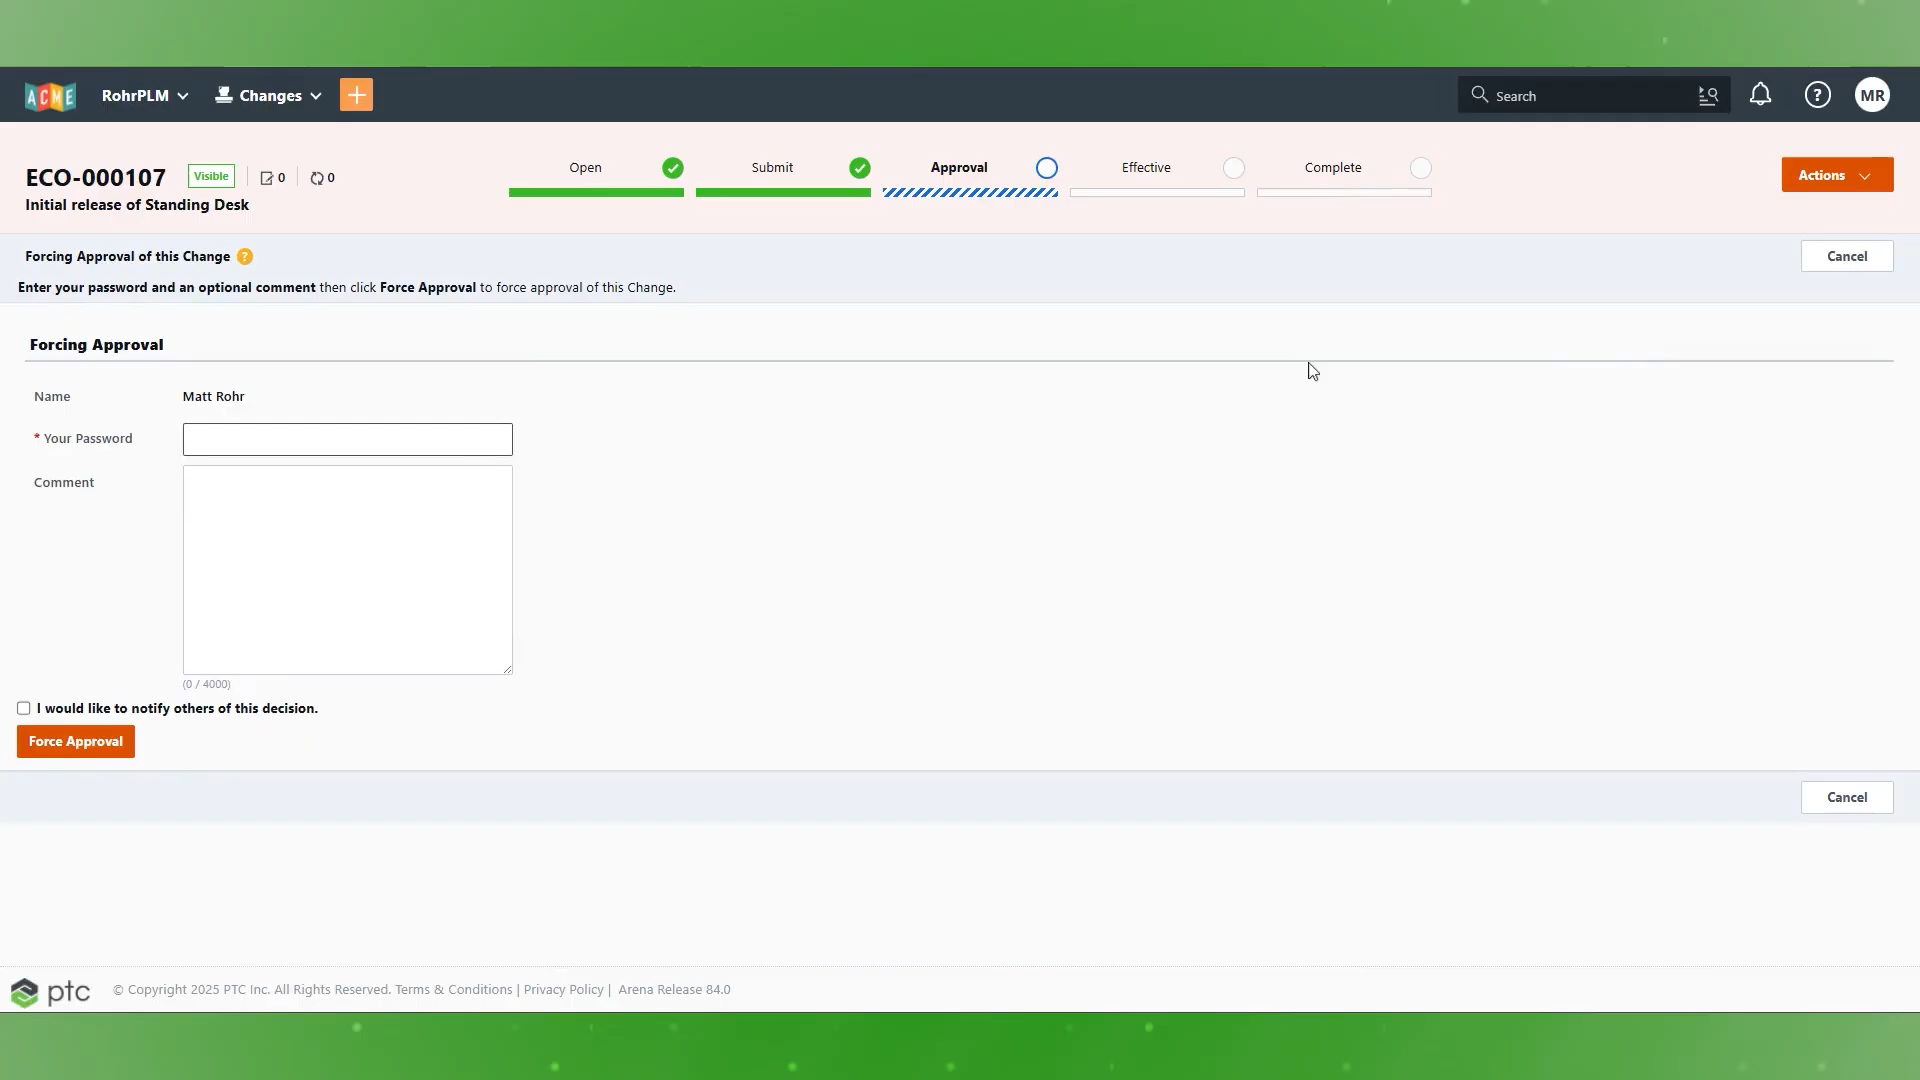 ACME RohrPLM Changes Search MR
ECO-000107 Visible 0 0
Initial release of Standing Desk
Open Submit Approval Effective Complete
Actions
Forcing Approval of this Change ? Cancel
Enter your password and an optional comment then click Force Approval to force approval of this Change.
Forcing Approval
Name Matt Rohr
* Your Password
Comment
(0 / 4000)
I would like to notify others of this decision.
Force Approval
Cancel
ptc © Copyright 2025 PTC Inc. All Rights Reserved. Terms & Conditions | Privacy Policy | Arena Release 84.0